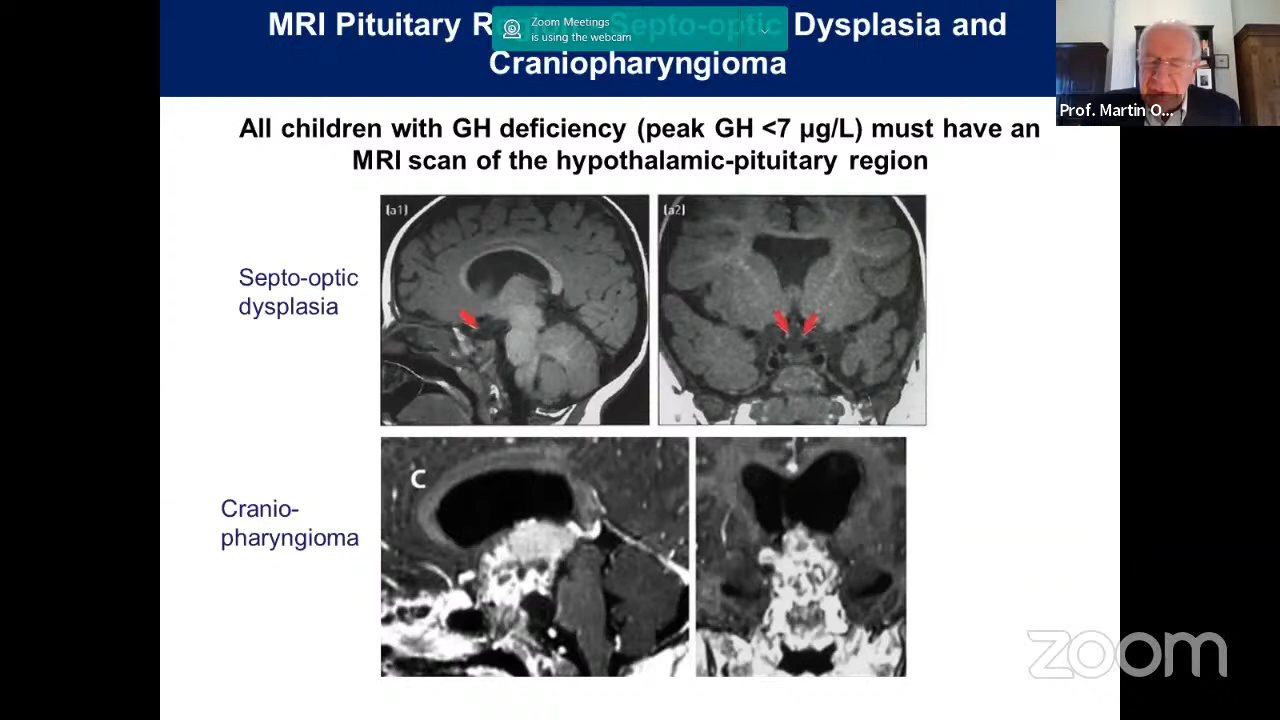 MRI Pituitary R Septo-optic Dysplasia and
Craniopharyngioma
Zoom Meetings
is using the webcam
Prof. Martin O...
All children with GH deficiency (peak GH <7 µg/L) must have an
MRI scan of the hypothalamic-pituitary region
(a1)
(a2)
Septo-optic
dysplasia
C
Cranio-
pharyngioma
zoom